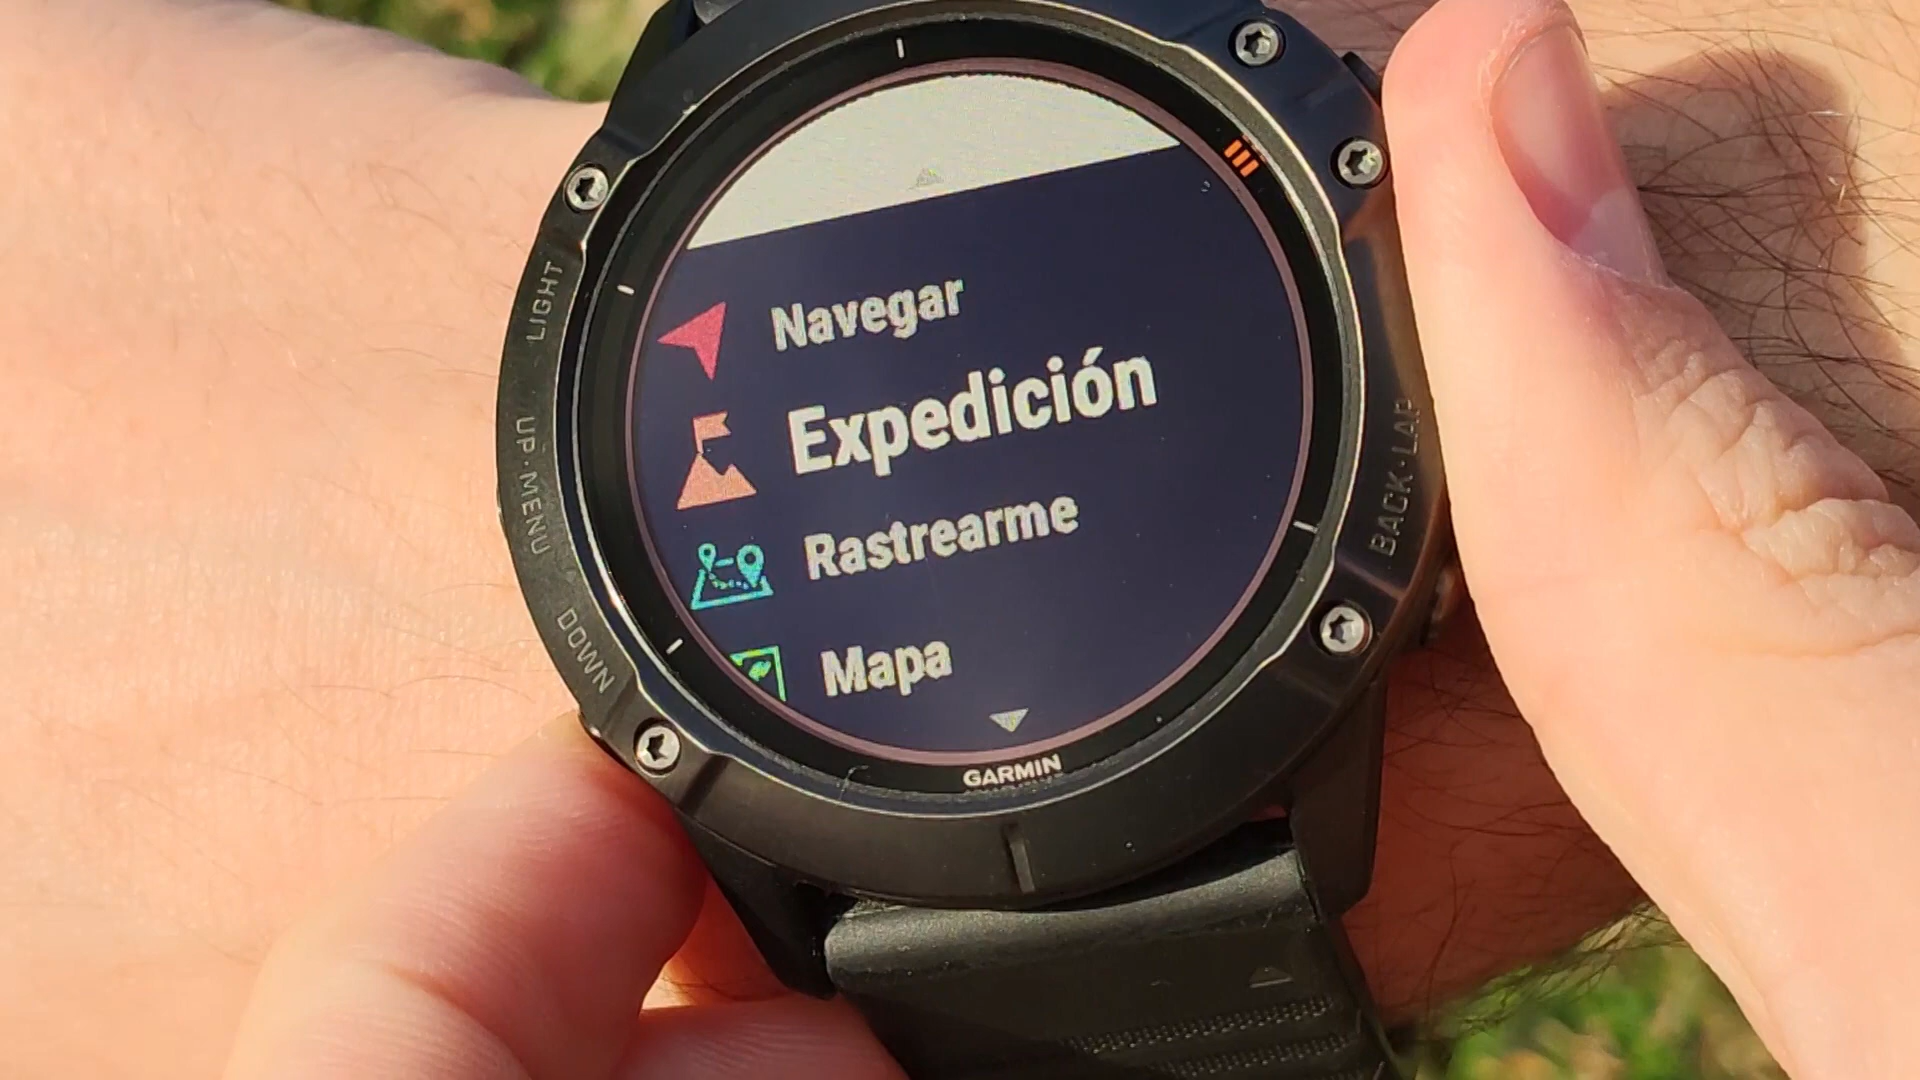 LIGHT
UP·MENU
DOWN
Navegar
Expedición
Rastrearme
Mapa
BACK·LAP
GARMIN